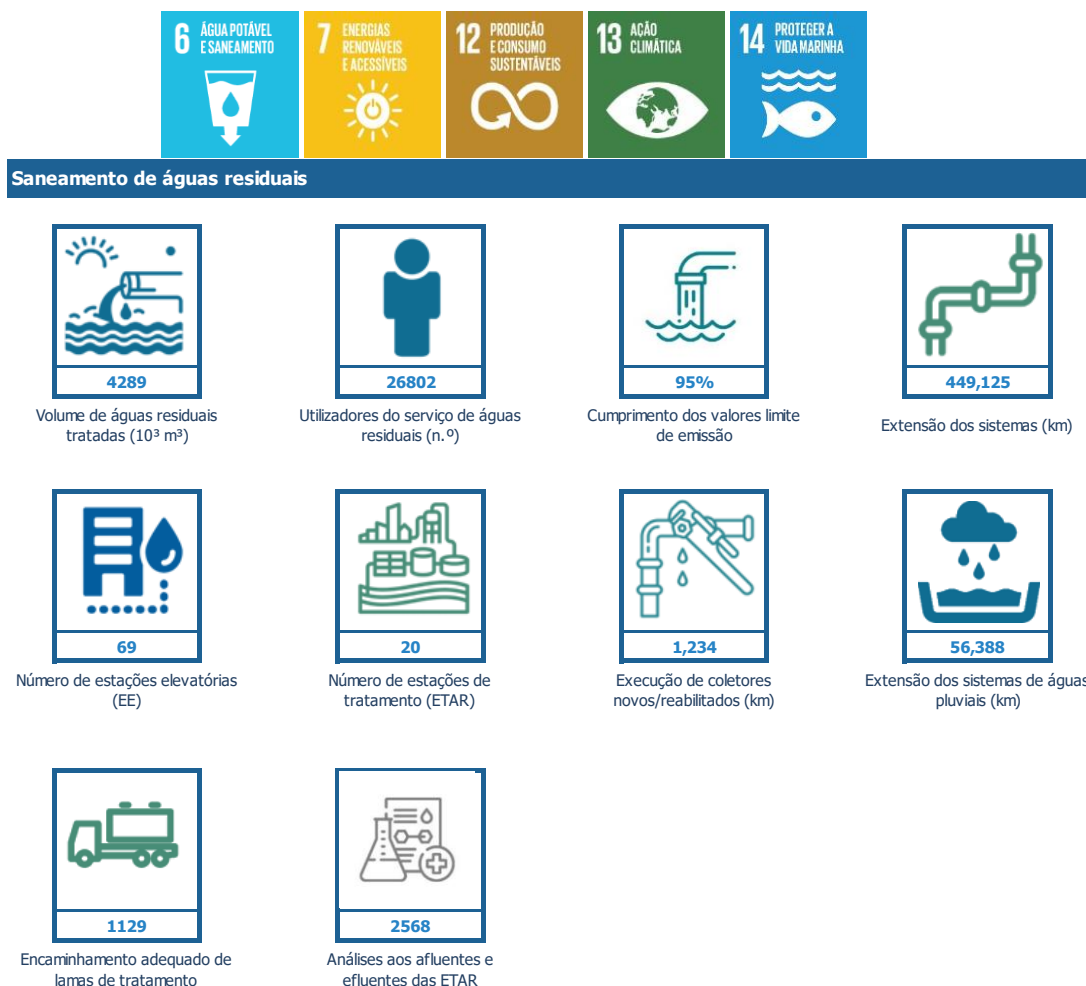 6 ÁGUA POTÁVEL
E SANEAMENTO
7 ENERGIAS
RENOVÁVEIS
E ACESSÍVEIS
12 PRODUÇÃO
E CONSUMO
SUSTENTÁVEIS
13 AÇÃO
CLIMÁTICA
14 PROTEGER A
VIDA MARINHA
Saneamento de águas residuais
4289
Volume de águas residuais
tratadas (10³ m³)
26802
Utilizadores do serviço de águas
residuais (n.º)
95%
Cumprimento dos valores limite
de emissão
449,125
Extensão dos sistemas (km)
69
Número de estações elevatórias
(EE)
20
Número de estações de
tratamento (ETAR)
1,234
Execução de coletores
novos/reabilitados (km)
56,388
Extensão dos sistemas de águas
pluviais (km)
1129
Encaminhamento adequado de
lamas de tratamento
2568
Análises aos afluentes e
efluentes das ETAR